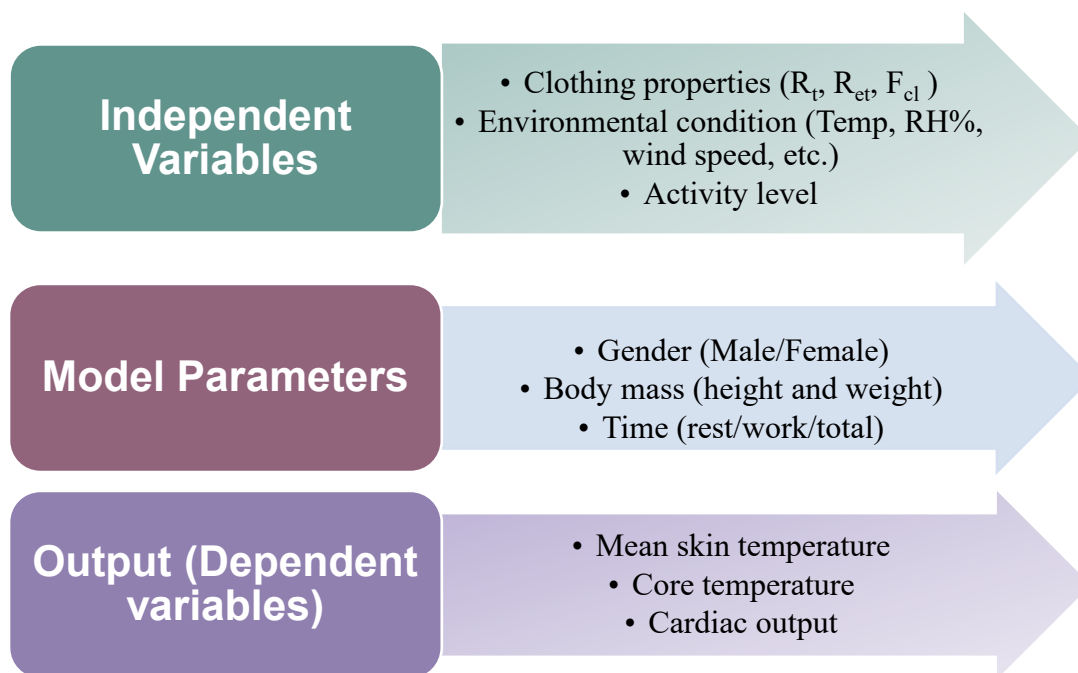 Independent
Variables
• Clothing properties (Rt, Ret, Fcl )
• Environmental condition (Temp, RH%,
wind speed, etc.)
• Activity level
Model Parameters
• Gender (Male/Female)
• Body mass (height and weight)
• Time (rest/work/total)
Output (Dependent
variables)
• Mean skin temperature
• Core temperature
• Cardiac output